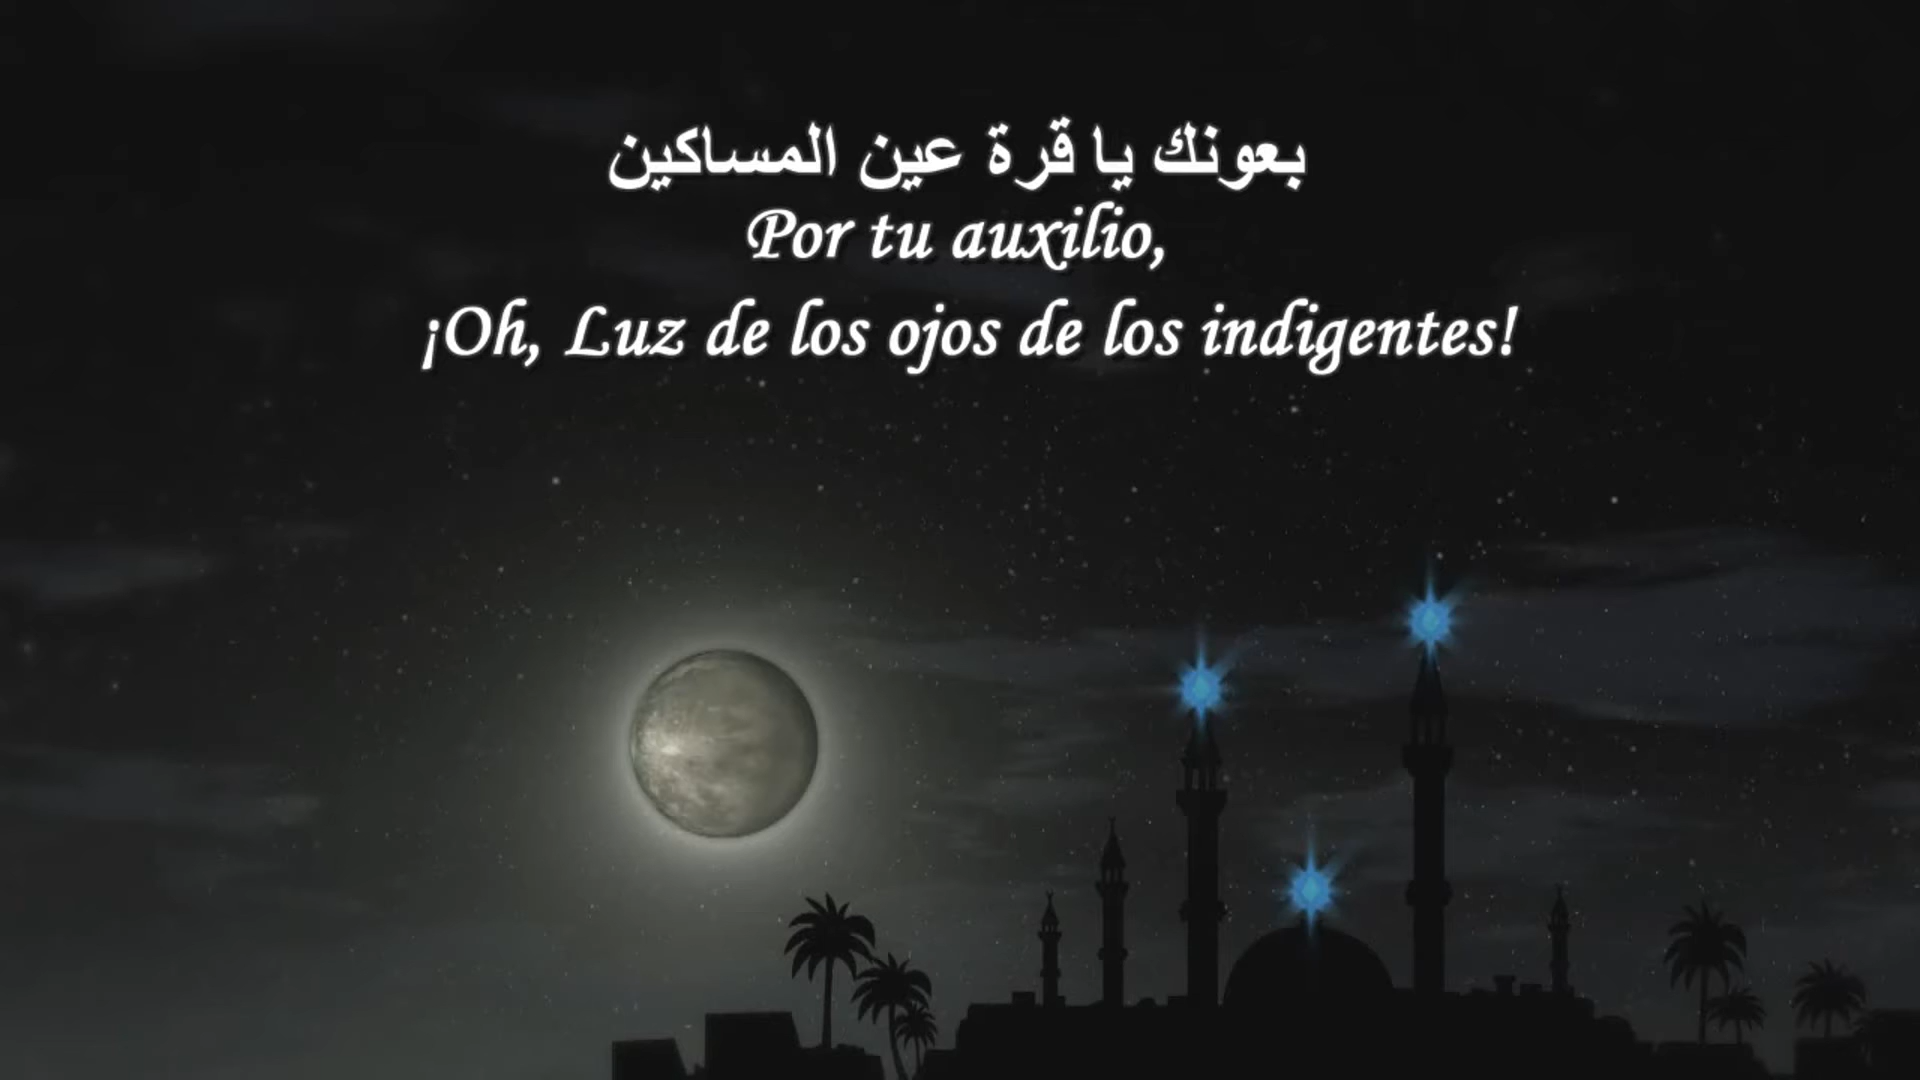 بعونك يا قرة عين المساكين
Por tu auxilio,
¡Oh, Luz de los ojos de los indigentes!